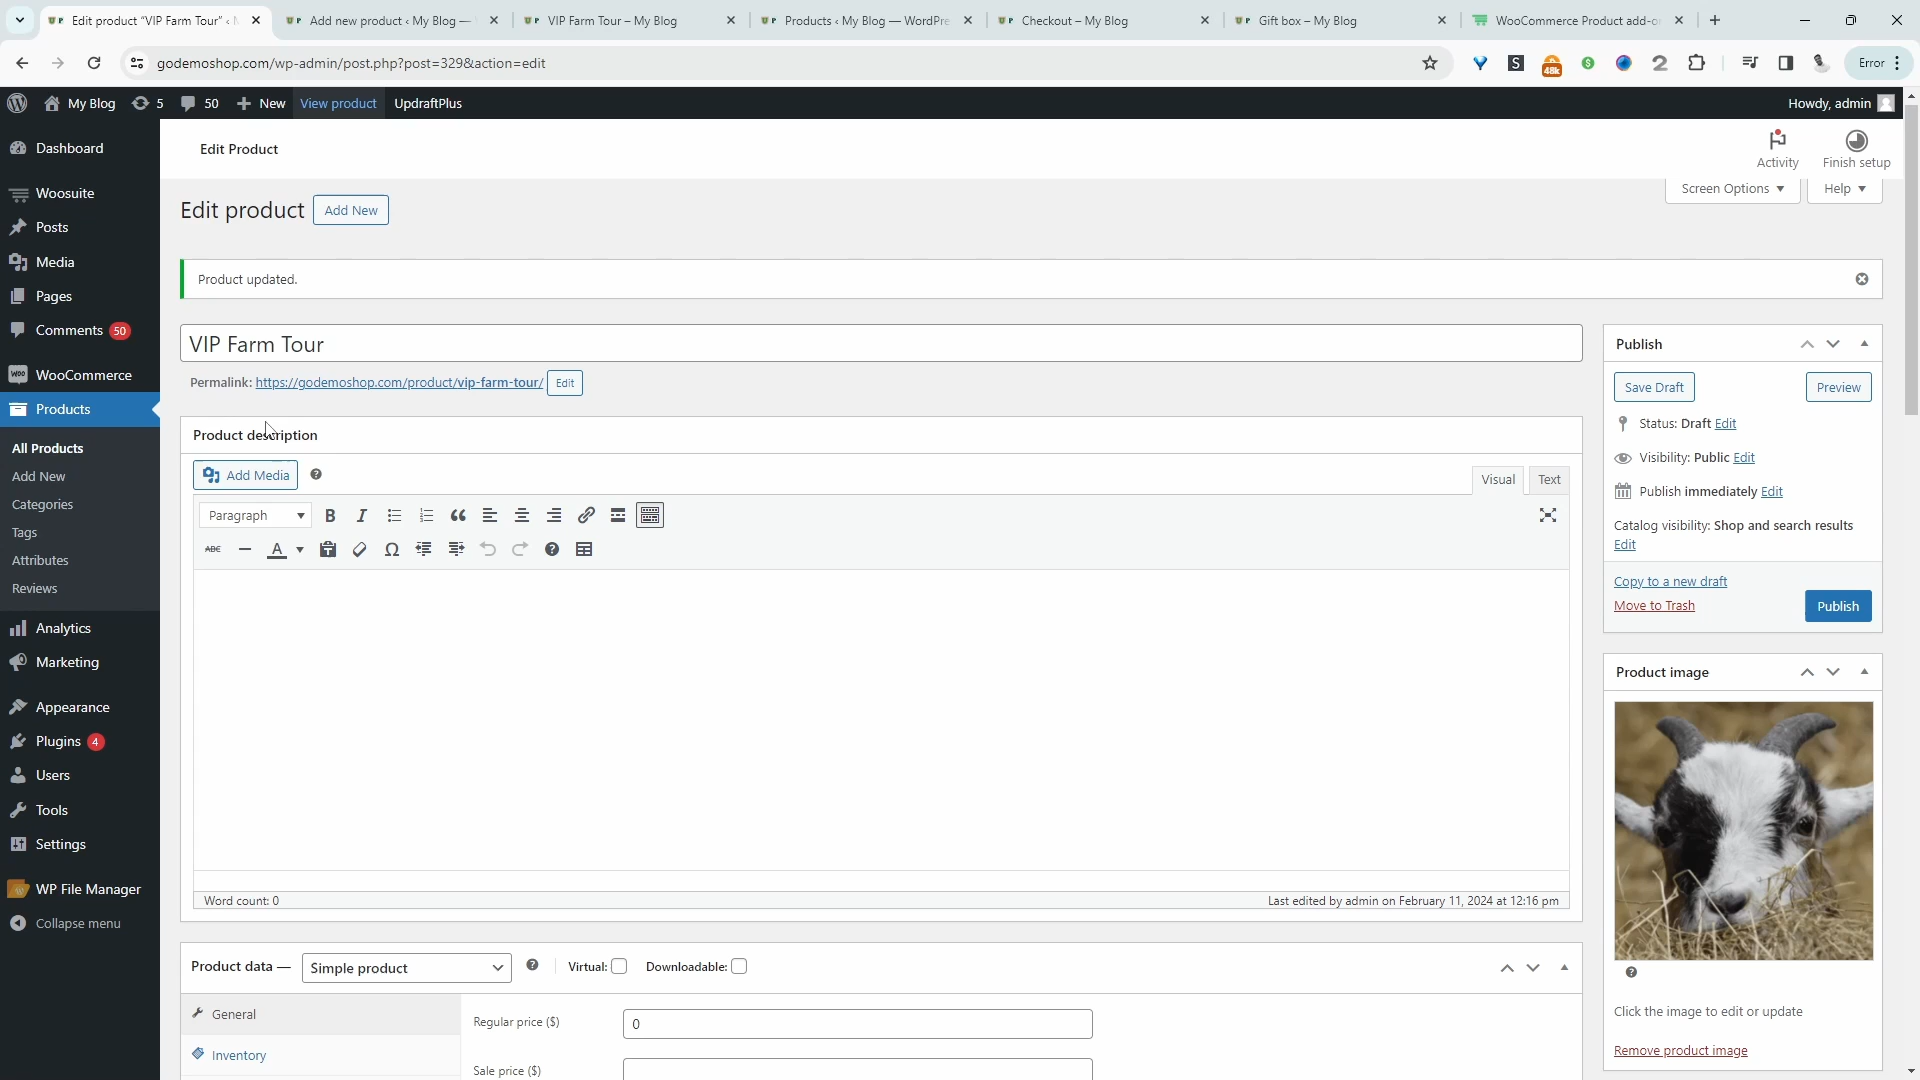 Edit product "VIP Farm Tour" ‹
Add new product ‹ My Blog —
VIP Farm Tour – My Blog
Products ‹ My Blog — WordPre
Checkout – My Blog
Gift box – My Blog
WooCommerce Product add-o
godemoshop.com/wp-admin/post.php?post=329&action=edit
48k
Error
My Blog
5
50
New
View product
UpdraftPlus
Howdy, admin
Dashboard
Woosuite
Posts
Media
Pages
Comments 50
WooCommerce
Products
All Products
Add New
Categories
Tags
Attributes
Reviews
Analytics
Marketing
Appearance
Plugins 4
Users
Tools
Settings
WP File Manager
Collapse menu
Edit Product
Activity
Finish setup
Screen Options
Help
Edit product
Add New
Product updated.
VIP Farm Tour
Permalink: https://godemoshop.com/product/vip-farm-tour/ Edit
Product description
Add Media
Visual
Text
Paragraph
B I
ABC
A
Word count: 0
Last edited by admin on February 11, 2024 at 12:16 pm
Product data —
Simple product
Virtual:
Downloadable:
General
Inventory
Regular price ($)
0
Sale price ($)
Publish
Save Draft
Preview
Status: Draft Edit
Visibility: Public Edit
Publish immediately Edit
Catalog visibility: Shop and search results
Edit
Copy to a new draft
Move to Trash
Publish
Product image
Click the image to edit or update
Remove product image